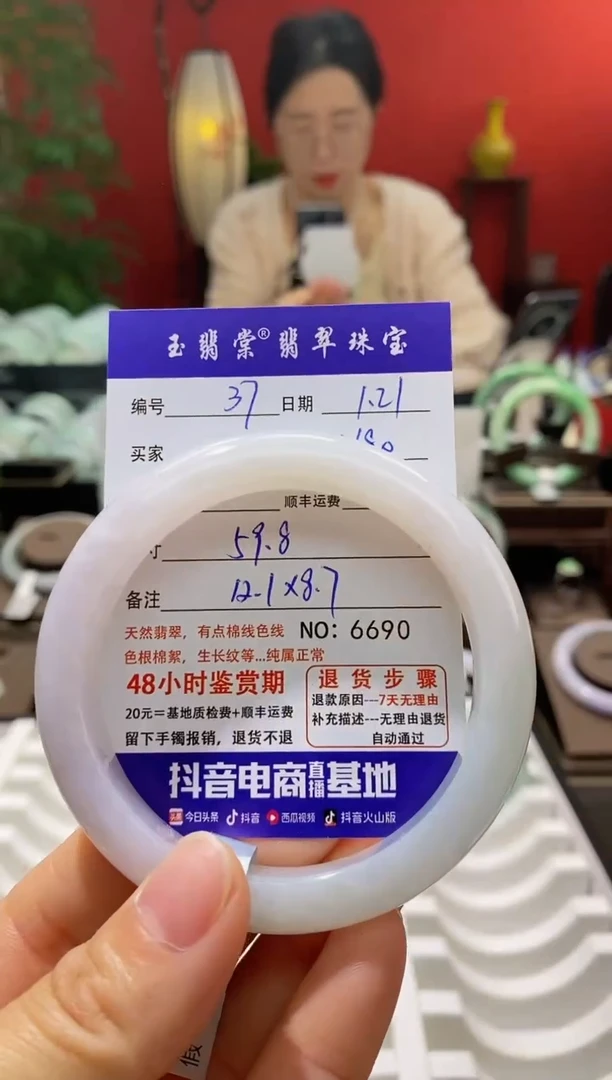 玉翡棠®翡翠珠宝
编号 37 日期 1.21
买家
顺丰运费
寸 59.8
备注 12.1×8.7
天然翡翠，有点棉线色线 NO: 6690
色根棉絮，生长纹等...纯属正常
48小时鉴赏期
20元＝基地质检费+顺丰运费
留下手镯报销，退货不退
退货步骤
退款原因---7天无理由
补充描述---无理由退货
自动通过
抖音电商直播基地
头条 今日头条 抖音 西瓜视频 抖音火山版
假